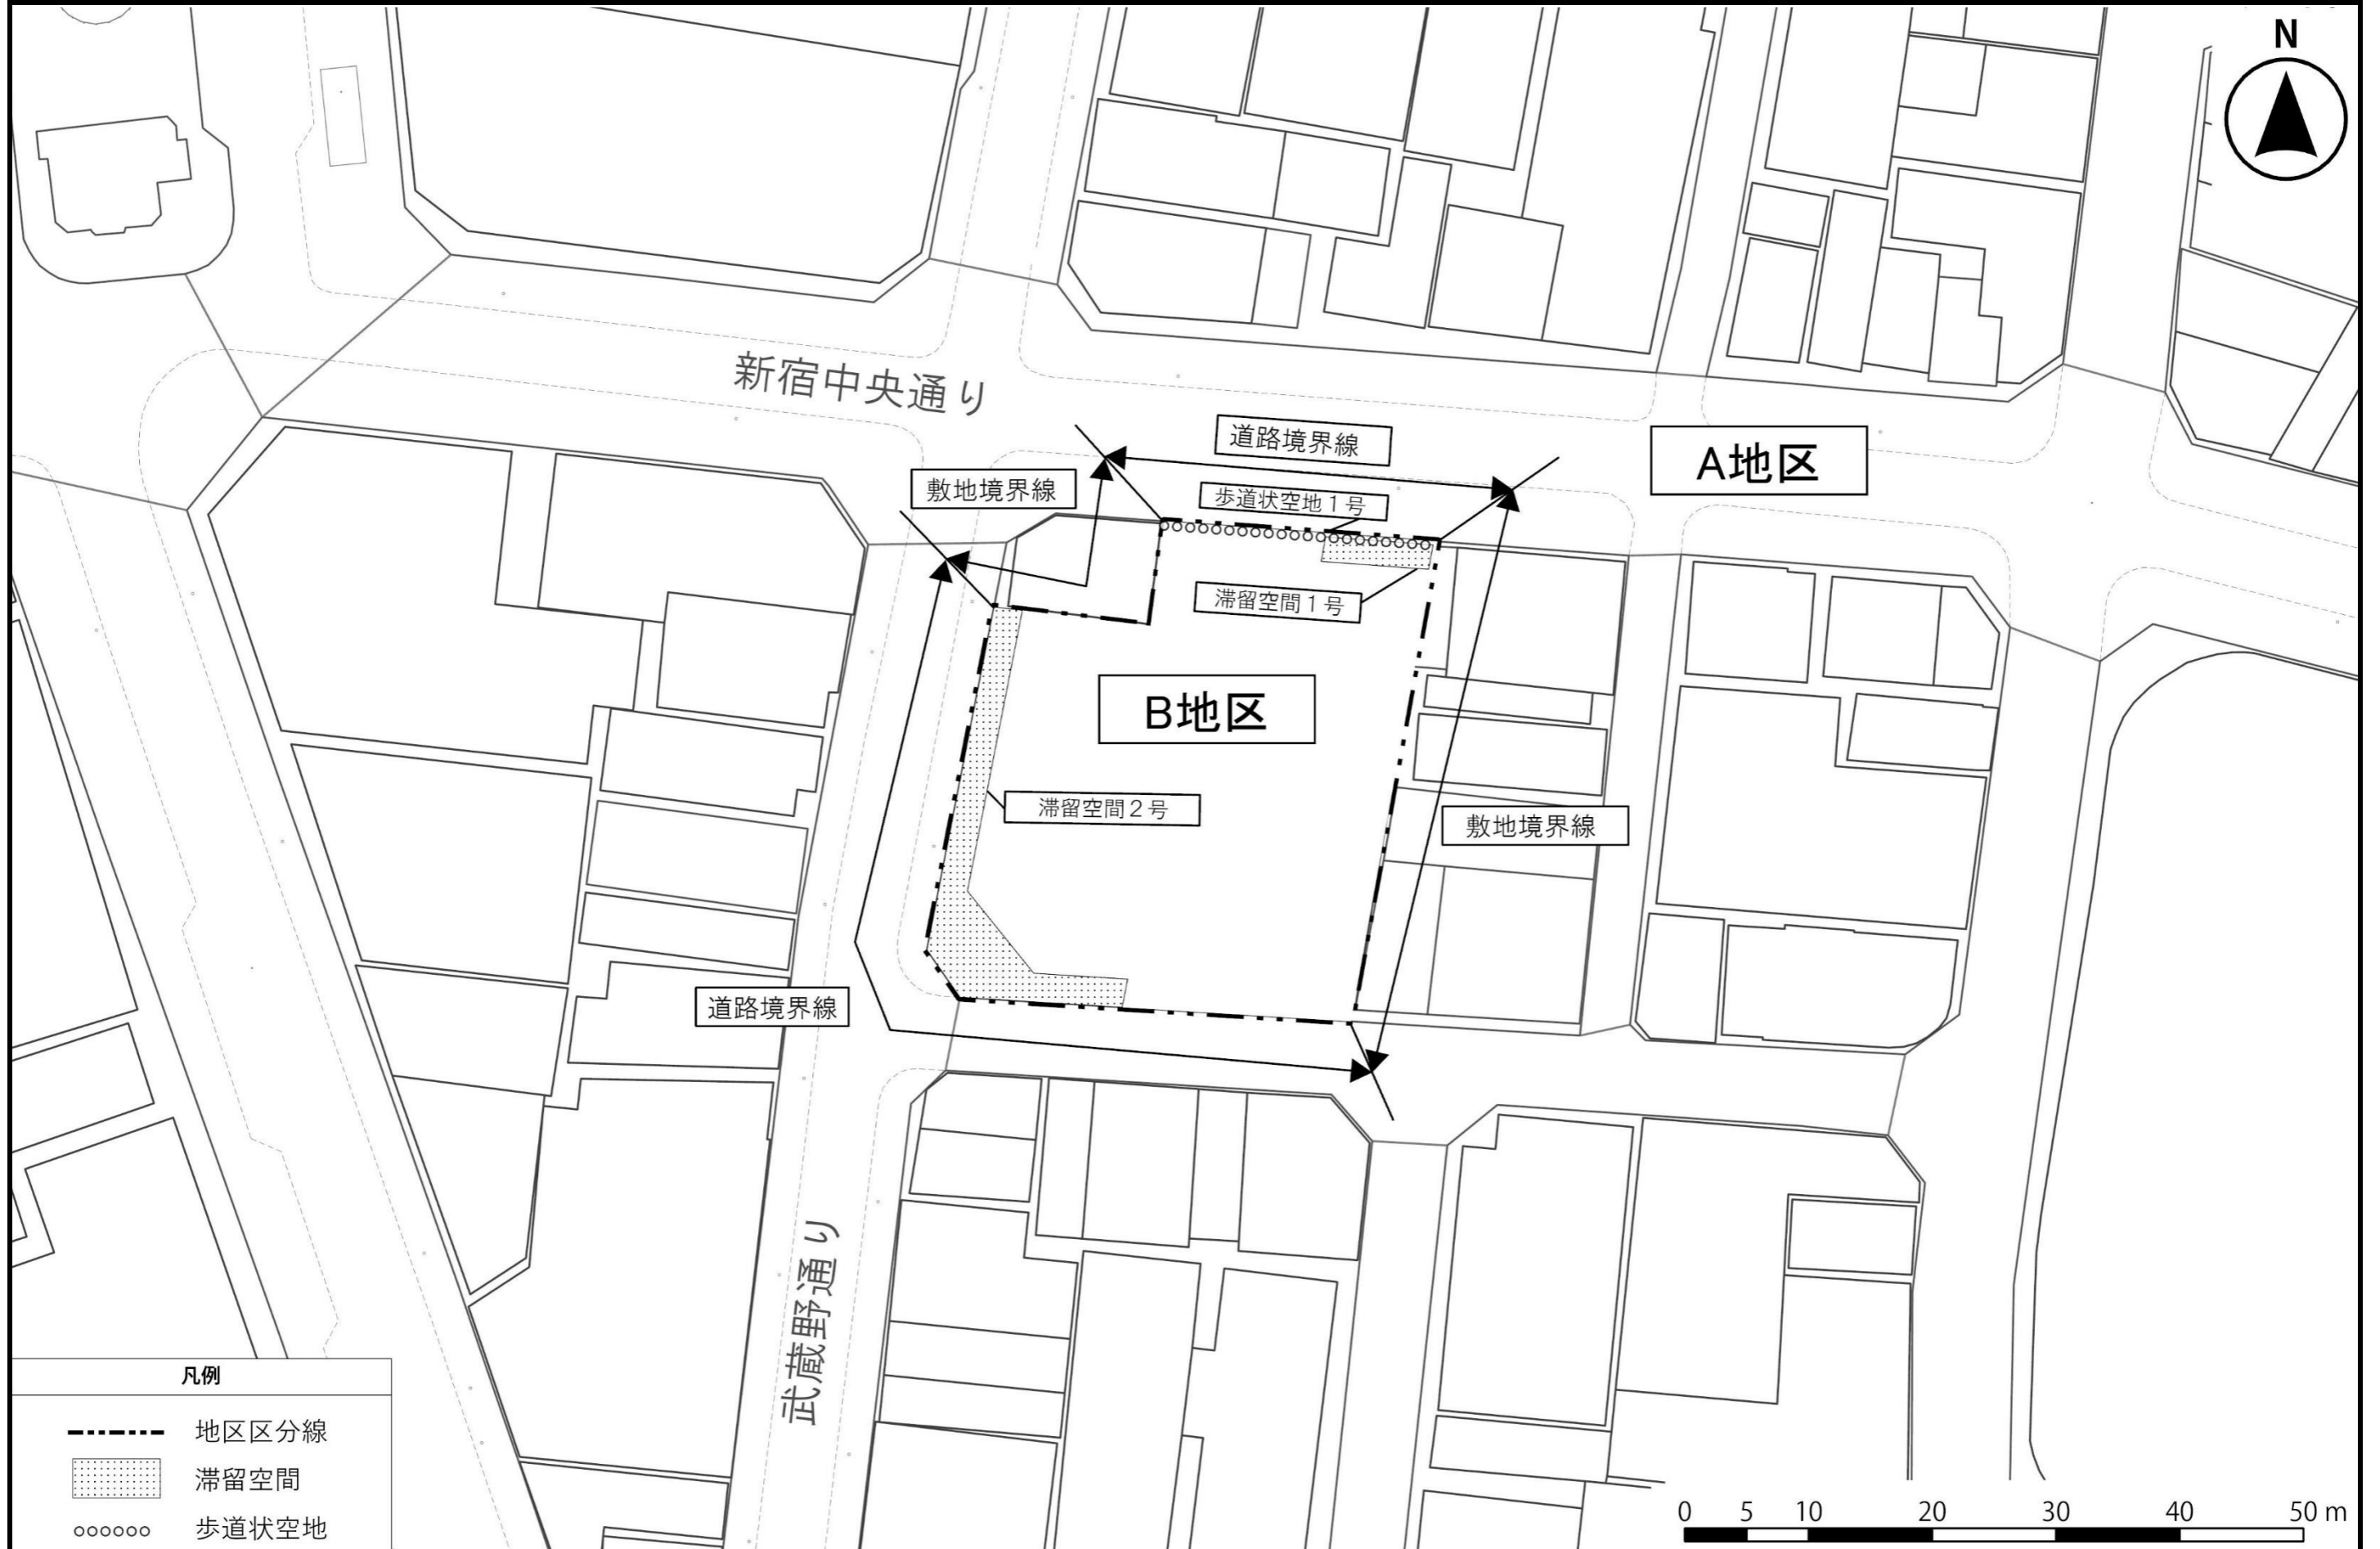 N
新宿中央通り
道路境界線
A地区
敷地境界線
歩道状空地1号
滞留空間1号
B地区
滞留空間2号
敷地境界線
道路境界線
武蔵野通り
凡例
地区区分線
滞留空間
歩道状空地
0 5 10 20 30 40 50 m